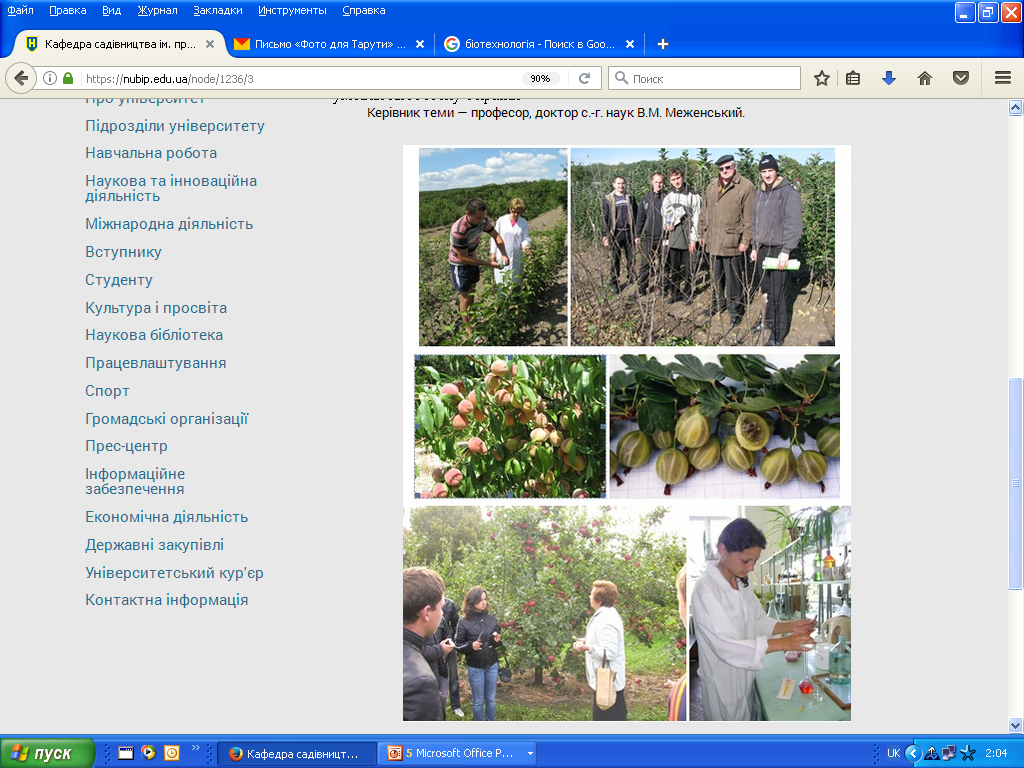 Файл Правка Вид Журнал Закладки Инструменты Справка
Кафедра садівництва ім. пр...
Письмо «Фото для Тарути» ...
біотехнологія - Поиск в Goo...
https://nubip.edu.ua/node/1236/3
90%
Поиск
Про університет
Керівник теми — професор, доктор с.-г. наук В.М. Меженський.
Підрозділи університету
Навчальна робота
Наукова та інноваційна
діяльність
Міжнародна діяльність
Вступнику
Студенту
Культура і просвіта
Наукова бібліотека
Працевлаштування
Спорт
Громадські організації
Прес-центр
Інформаційне
забезпечення
Економічна діяльність
Державні закупівлі
Університетський кур'єр
Контактна інформація
пуск
Кафедра садівницт...
5 Microsoft Office P...
UK
2:04